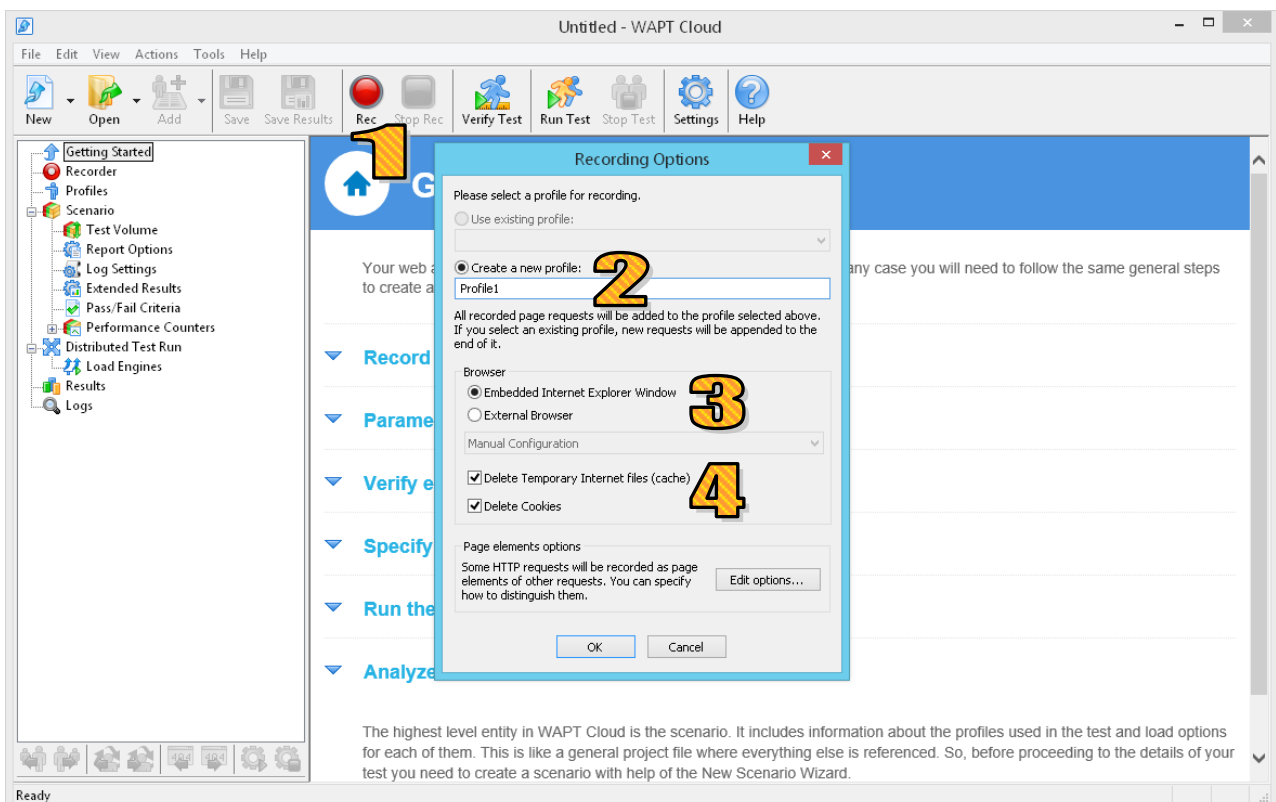 Untitled - WAPT Cloud
File Edit View Actions Tools Help
New Open Add Save Save Results Rec Stop Rec Verify Test Run Test Stop Test Settings Help
1
Getting Started
Recorder
Profiles
Scenario
Test Volume
Report Options
Log Settings
Extended Results
Pass/Fail Criteria
Performance Counters
Distributed Test Run
Load Engines
Results
Logs
G
Your web
any case you will need to follow the same general steps
to create a
Record
Parame
Verify e
Specify
Run the
Analyze
The highest level entity in WAPT Cloud is the scenario. It includes information about the profiles used in the test and load options
for each of them. This is like a general project file where everything else is referenced. So, before proceeding to the details of your
test you need to create a scenario with help of the New Scenario Wizard.
Recording Options
Please select a profile for recording.
Use existing profile:
Create a new profile:
2
Profile1
All recorded page requests will be added to the profile selected above.
If you select an existing profile, new requests will be appended to the
end of it.
Browser
Embedded Internet Explorer Window
3
External Browser
Manual Configuration
Delete Temporary Internet files (cache)
4
Delete Cookies
Page elements options
Some HTTP requests will be recorded as page
elements of other requests. You can specify
how to distinguish them.
Edit options...
OK Cancel
404 404
Ready